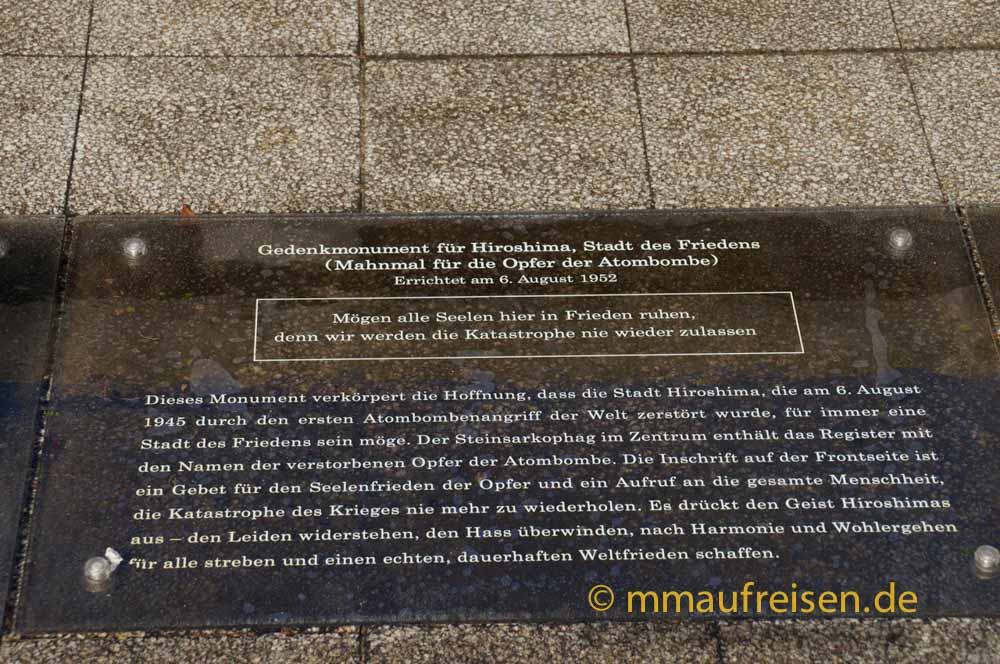 Gedenkmonument für Hiroshima, Stadt des Friedens
(Mahnmal für die Opfer der Atombombe)
Errichtet am 6. August 1952
Mögen alle Seelen hier in Frieden ruhen,
denn wir werden die Katastrophe nie wieder zulassen
Dieses Monument verkörpert die Hoffnung, dass die Stadt Hiroshima, die am 6. August
1945 durch den ersten Atombombenangriff der Welt zerstört wurde, für immer eine
Stadt des Friedens sein möge. Der Steinsarkophag im Zentrum enthält das Register mit
den Namen der verstorbenen Opfer der Atombombe. Die Inschrift auf der Frontseite ist
ein Gebet für den Seelenfrieden der Opfer und ein Aufruf an die gesamte Menschheit,
die Katastrophe des Krieges nie mehr zu wiederholen. Es drückt den Geist Hiroshimas
aus – den Leiden widerstehen, den Hass überwinden, nach Harmonie und Wohlergehen
für alle streben und einen echten, dauerhaften Weltfrieden schaffen.
© mmaufreisen.de